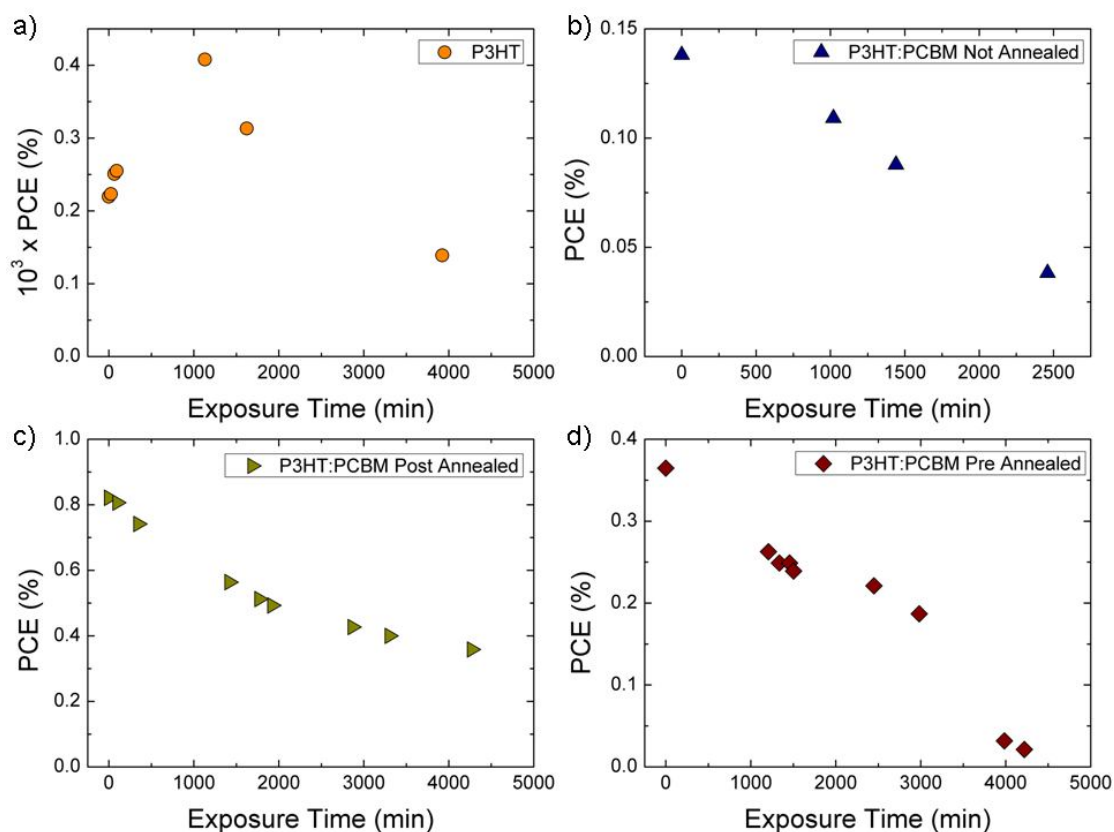 a)
P3HT
0.4
0.3
0.2
0.1
0.0
10³ x PCE (%)
0 1000 2000 3000 4000 5000
Exposure Time (min)
b)
P3HT:PCBM Not Annealed
0.15
0.10
0.05
0.00
PCE (%)
0 500 1000 1500 2000 2500
Exposure Time (min)
c)
P3HT:PCBM Post Annealed
1.0
0.8
0.6
0.4
0.2
0.0
PCE (%)
0 1000 2000 3000 4000 5000
Exposure Time (min)
d)
P3HT:PCBM Pre Annealed
0.4
0.3
0.2
0.1
0.0
PCE (%)
0 1000 2000 3000 4000 5000
Exposure Time (min)